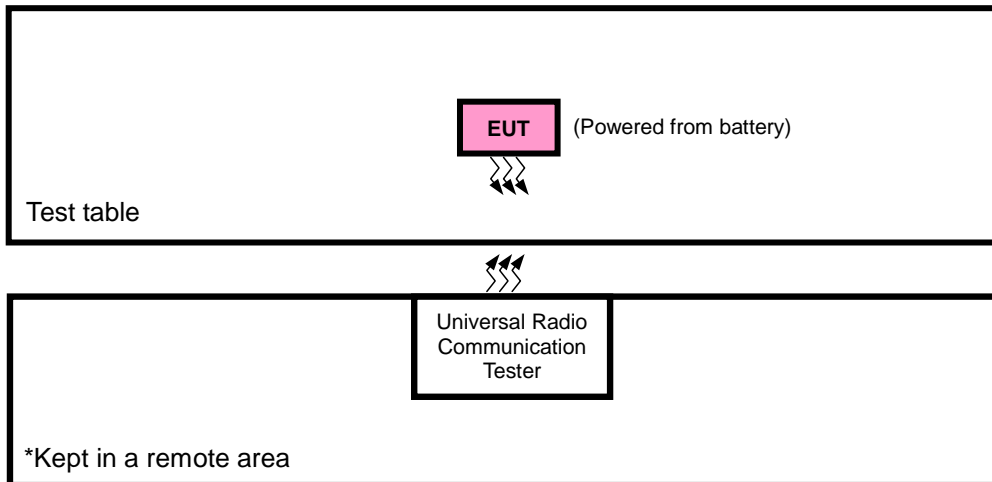 EUT
(Powered from battery)
Test table
Universal Radio
Communication
Tester
*Kept in a remote area